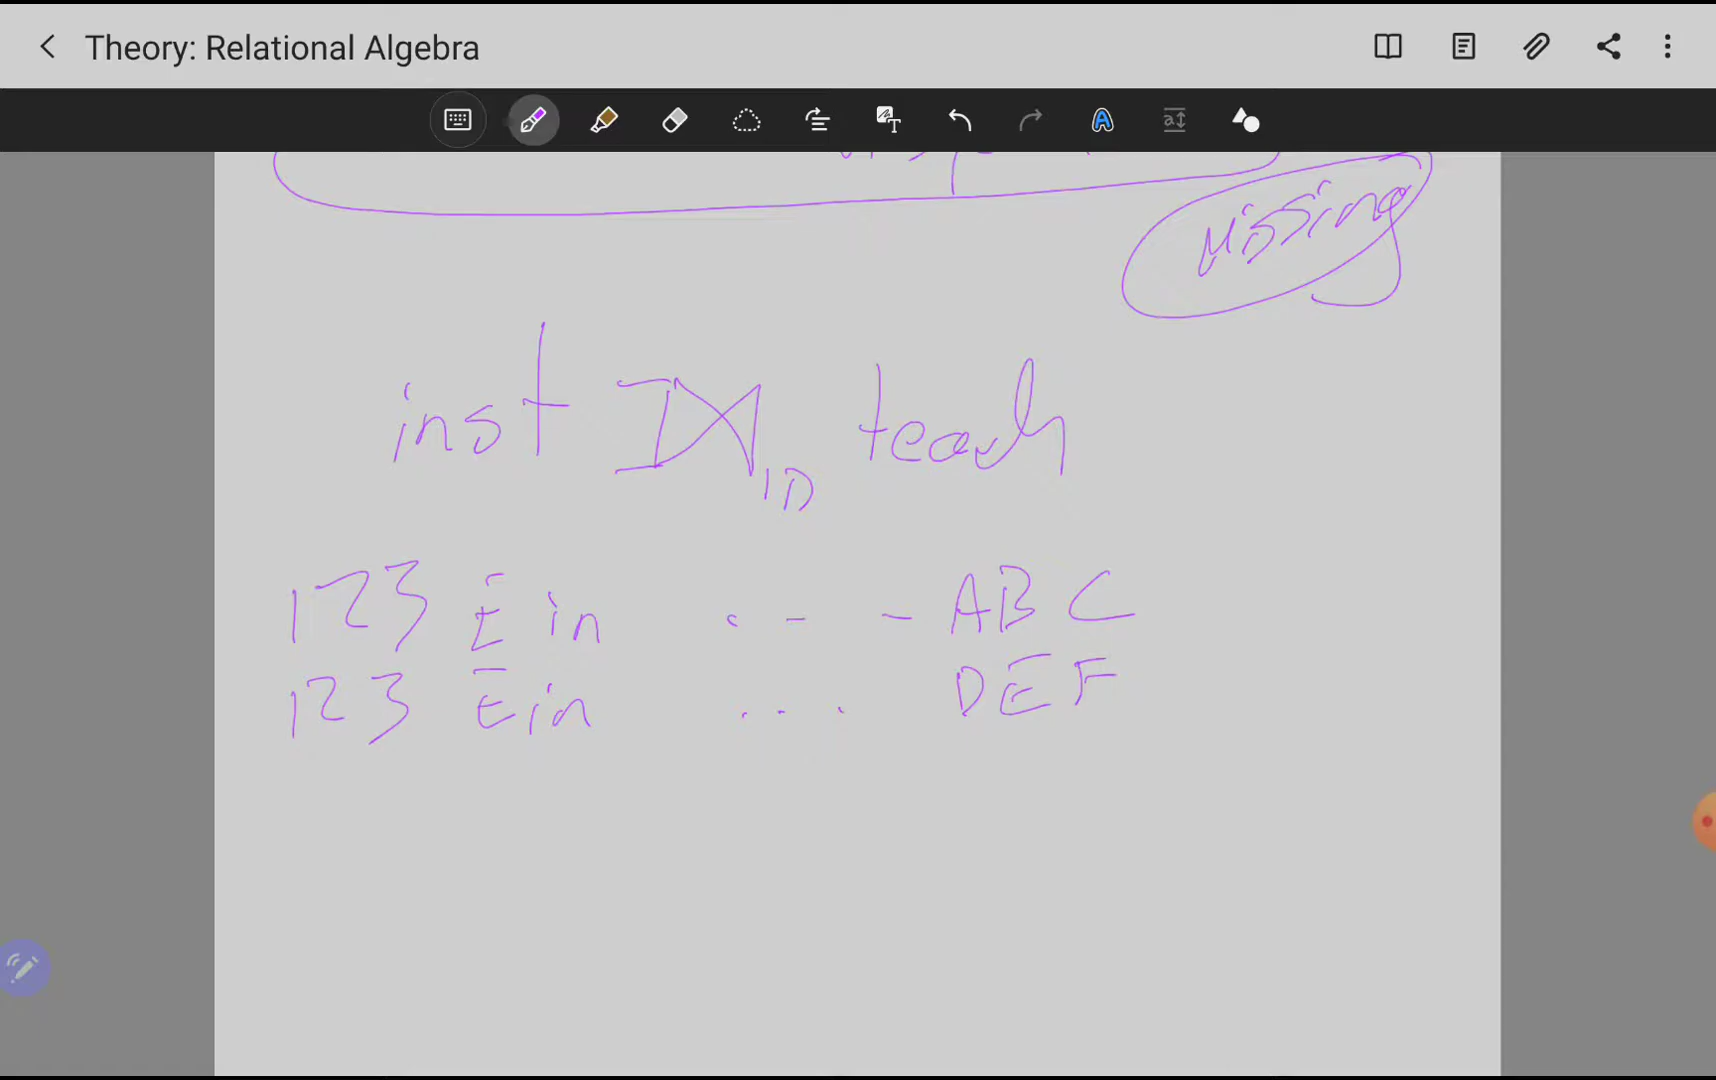 Theory: Relational Algebra
Missing
inst ⟕ ID teach
123 Ein . . - ABC
123 Ein . . . DEF